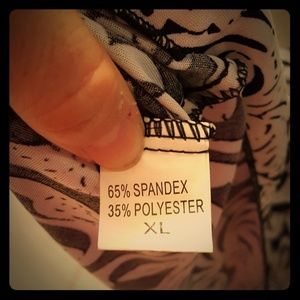 65% SPANDEX
35% POLYESTER
XL